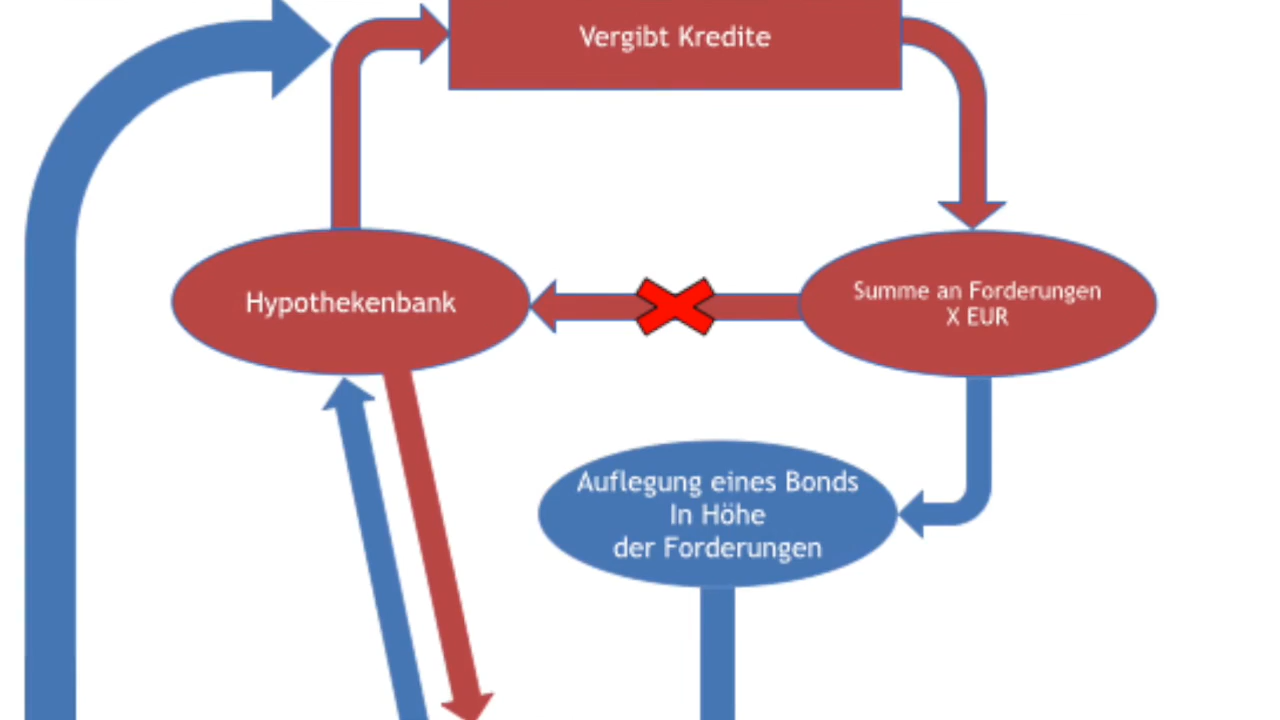 Vergibt Kredite
Hypothekenbank
Summe an Forderungen
X EUR
Auflegung eines Bonds
In Höhe
der Forderungen